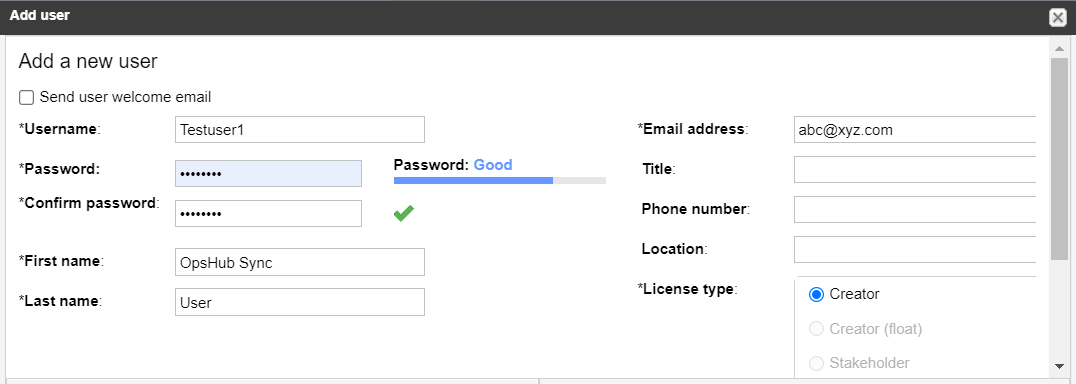 Add user
Add a new user
Send user welcome email
*Username: Testuser1
*Password: ••••••••
Password: Good
*Confirm password: ••••••••
*First name: OpsHub Sync
*Last name: User
*Email address: abc@xyz.com
Title:
Phone number:
Location:
*License type: Creator
Creator (float)
Stakeholder